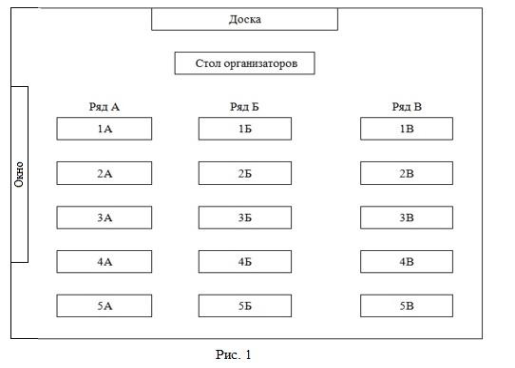 Доска
Стол организаторов
Ряд А Ряд Б Ряд В
1А 1Б 1В
Окно
2А 2Б 2В
3А 3Б 3В
4А 4Б 4В
5А 5Б 5В
Рис. 1